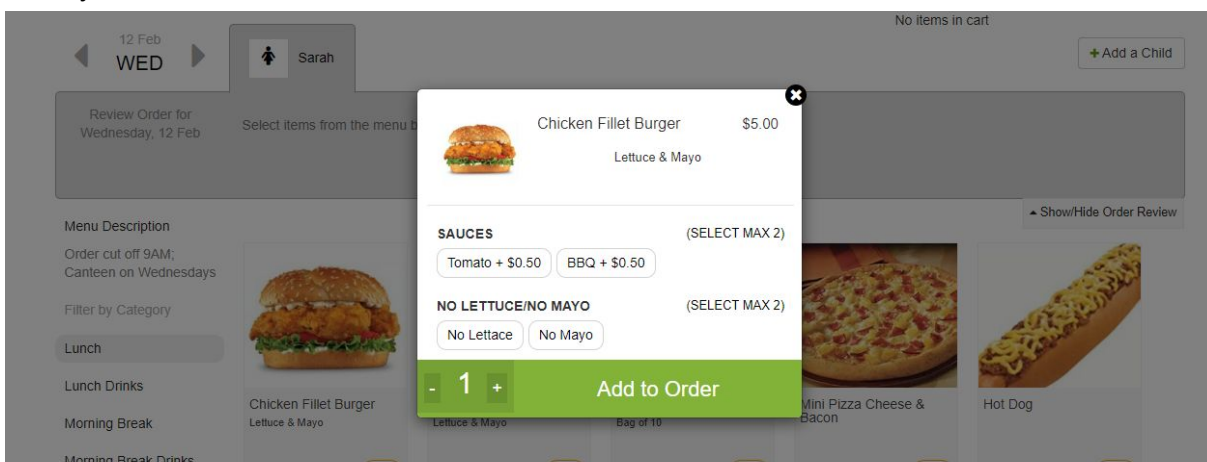 No items in cart
12 Feb
WED
Sarah
+ Add a Child
Review Order for
Wednesday, 12 Feb
Select items from the menu b
Chicken Fillet Burger
$5.00
Lettuce & Mayo
Show/Hide Order Review
Menu Description
Order cut off 9AM;
Canteen on Wednesdays
Filter by Category
Lunch
Lunch Drinks
Morning Break
Morning Break Drinks
SAUCES
(SELECT MAX 2)
Tomato + $0.50
BBQ + $0.50
NO LETTUCE/NO MAYO
(SELECT MAX 2)
No Lettace
No Mayo
- 1 +
Add to Order
Chicken Fillet Burger
Lettuce & Mayo
Lettuce & Mayo
Bag of 10
Mini Pizza Cheese &
Bacon
Hot Dog